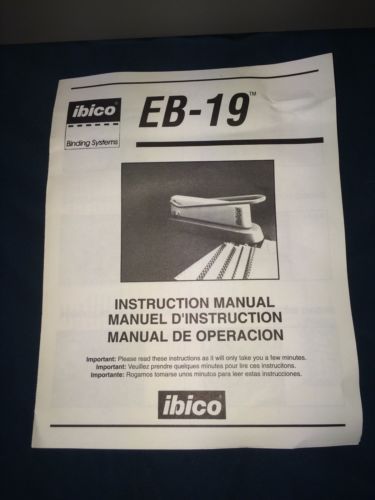 ibico®
Binding Systems
EB-19™
INSTRUCTION MANUAL
MANUEL D'INSTRUCTION
MANUAL DE OPERACION
Important: Please read these instructions as it will only take you a few minutes.
Important: Veuillez prendre quelques minutes pour lire ces instrucitons.
Importante: Rogamos tomarse unos minutos para leer estas instrucciones.
ibico®